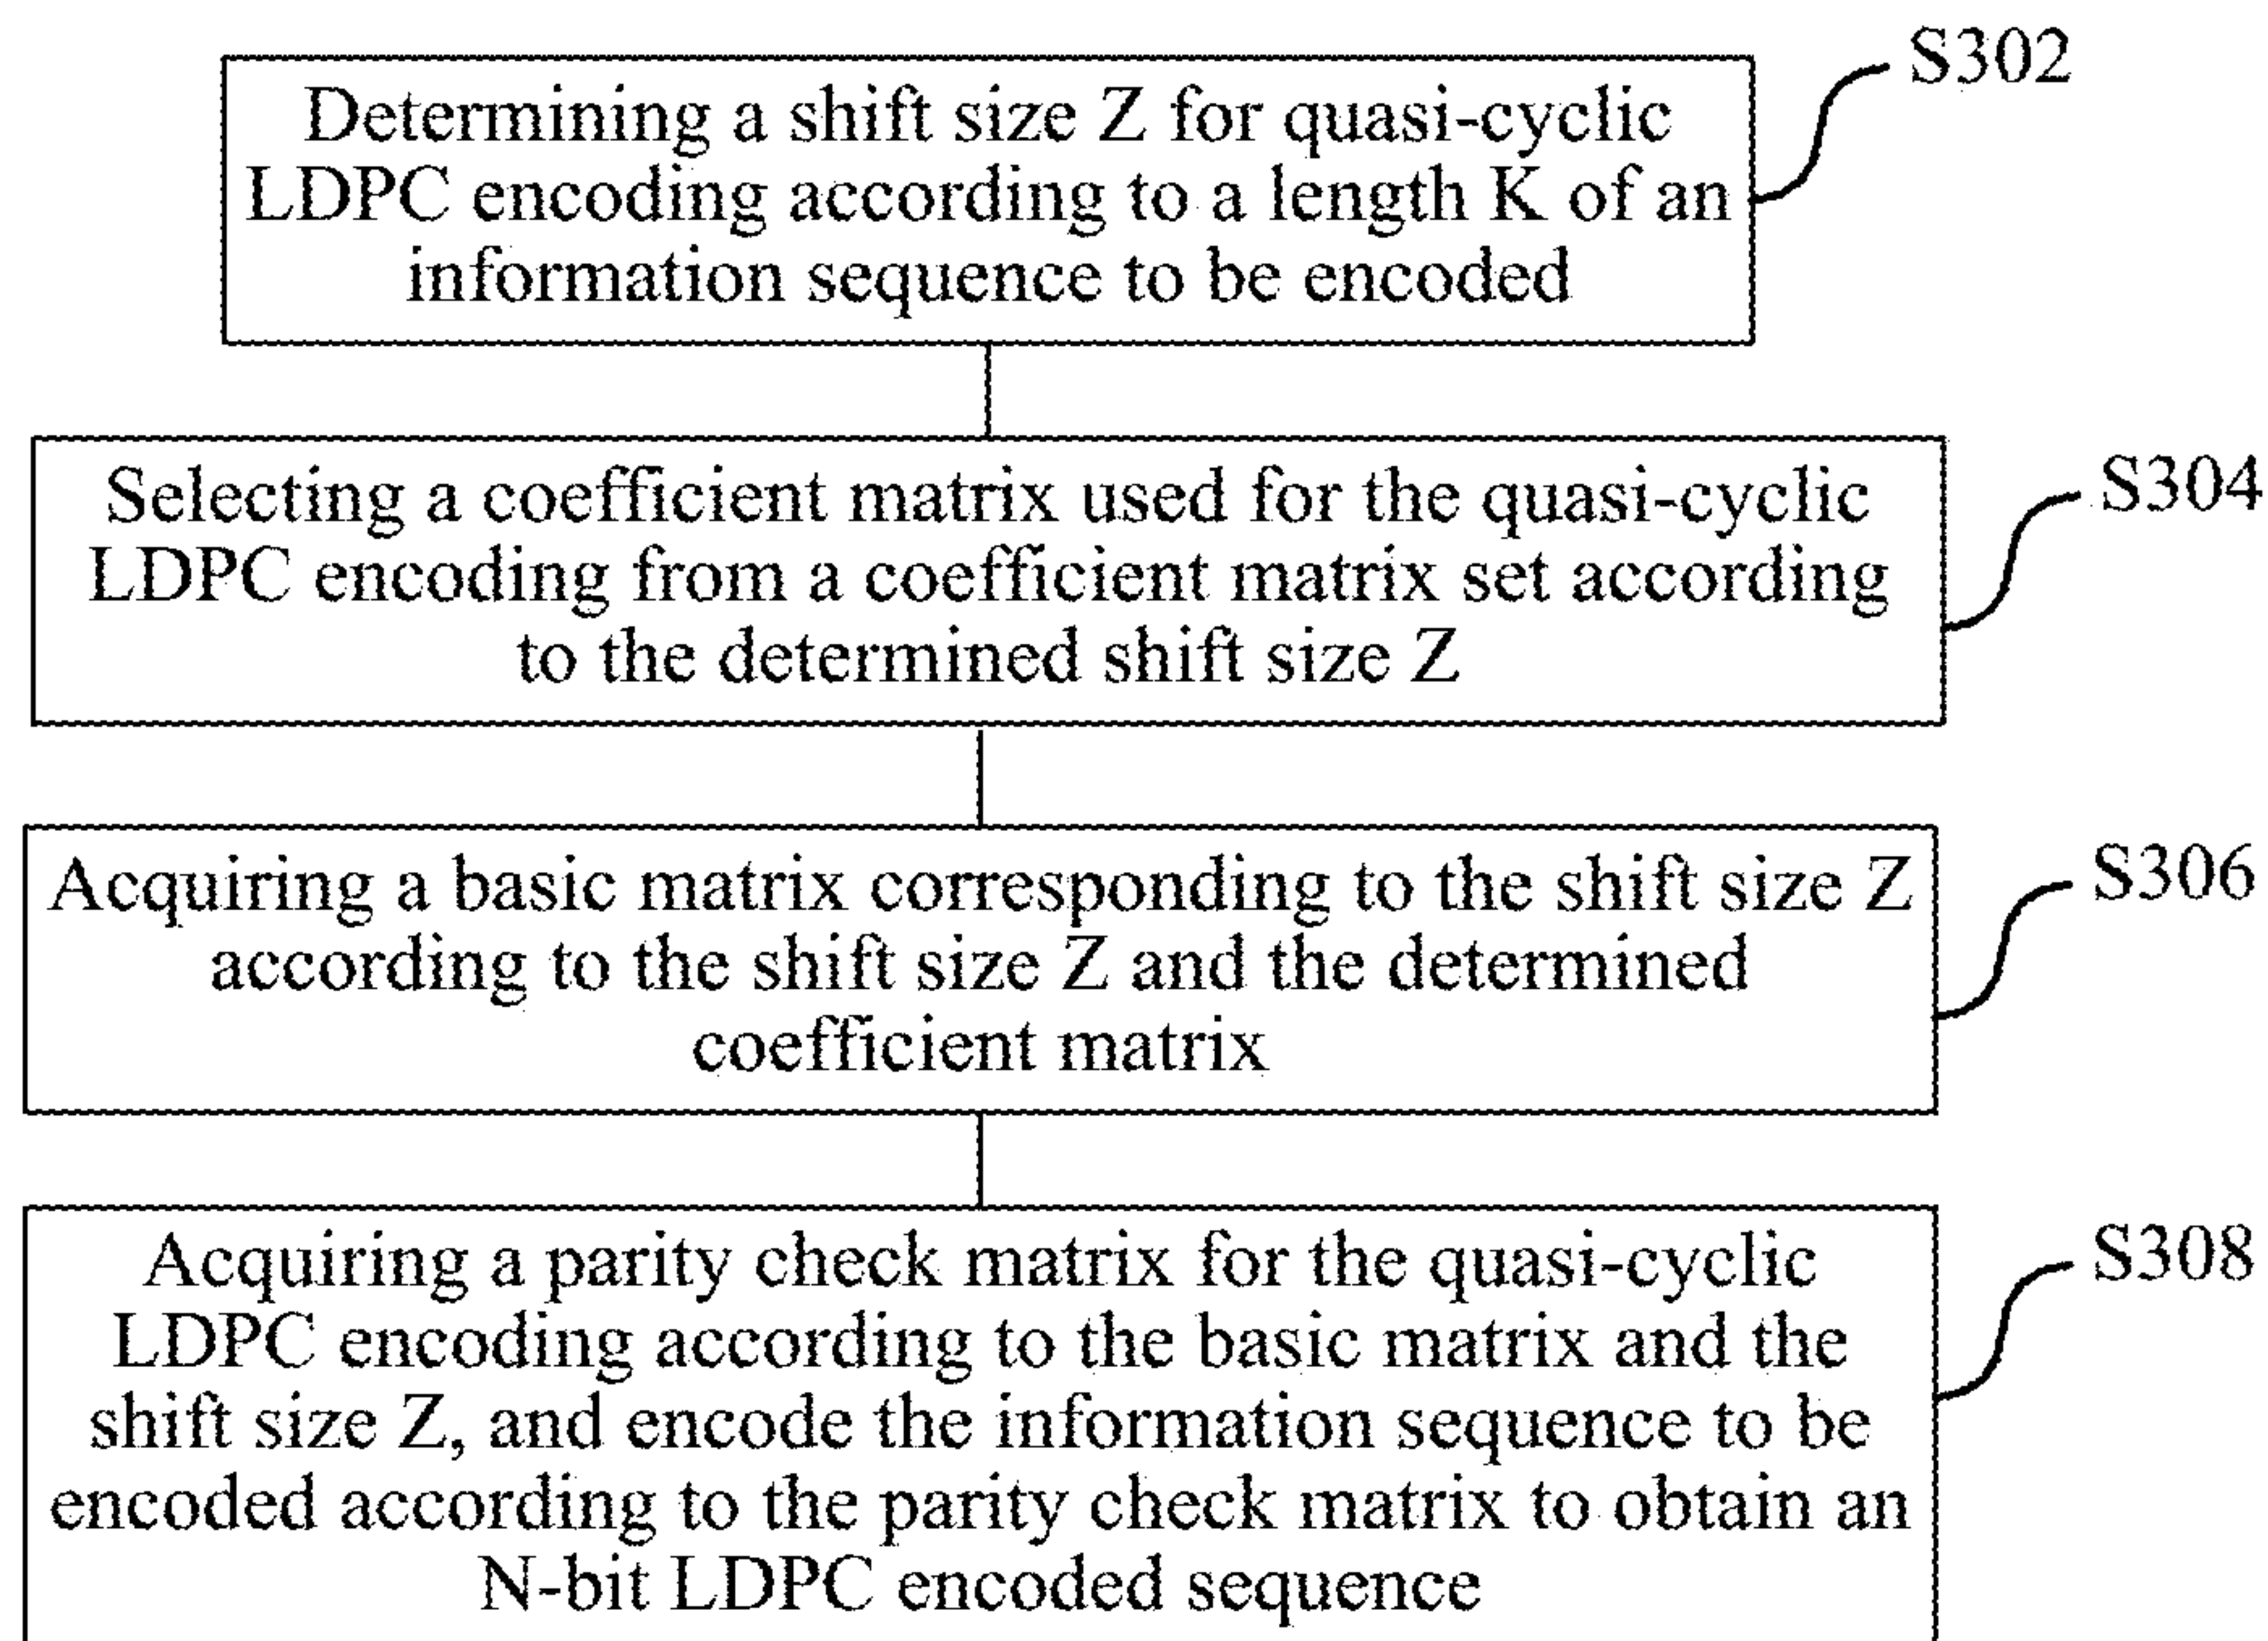 S302
Determining a shift size Z for quasi-cyclic
LDPC encoding according to a length K of an
information sequence to be encoded
S304
Selecting a coefficient matrix used for the quasi-cyclic
LDPC encoding from a coefficient matrix set according
to the determined shift size Z
S306
Acquiring a basic matrix corresponding to the shift size Z
according to the shift size Z and the determined
coefficient matrix
S308
Acquiring a parity check matrix for the quasi-cyclic
LDPC encoding according to the basic matrix and the
shift size Z, and encode the information sequence to be
encoded according to the parity check matrix to obtain an
N-bit LDPC encoded sequence